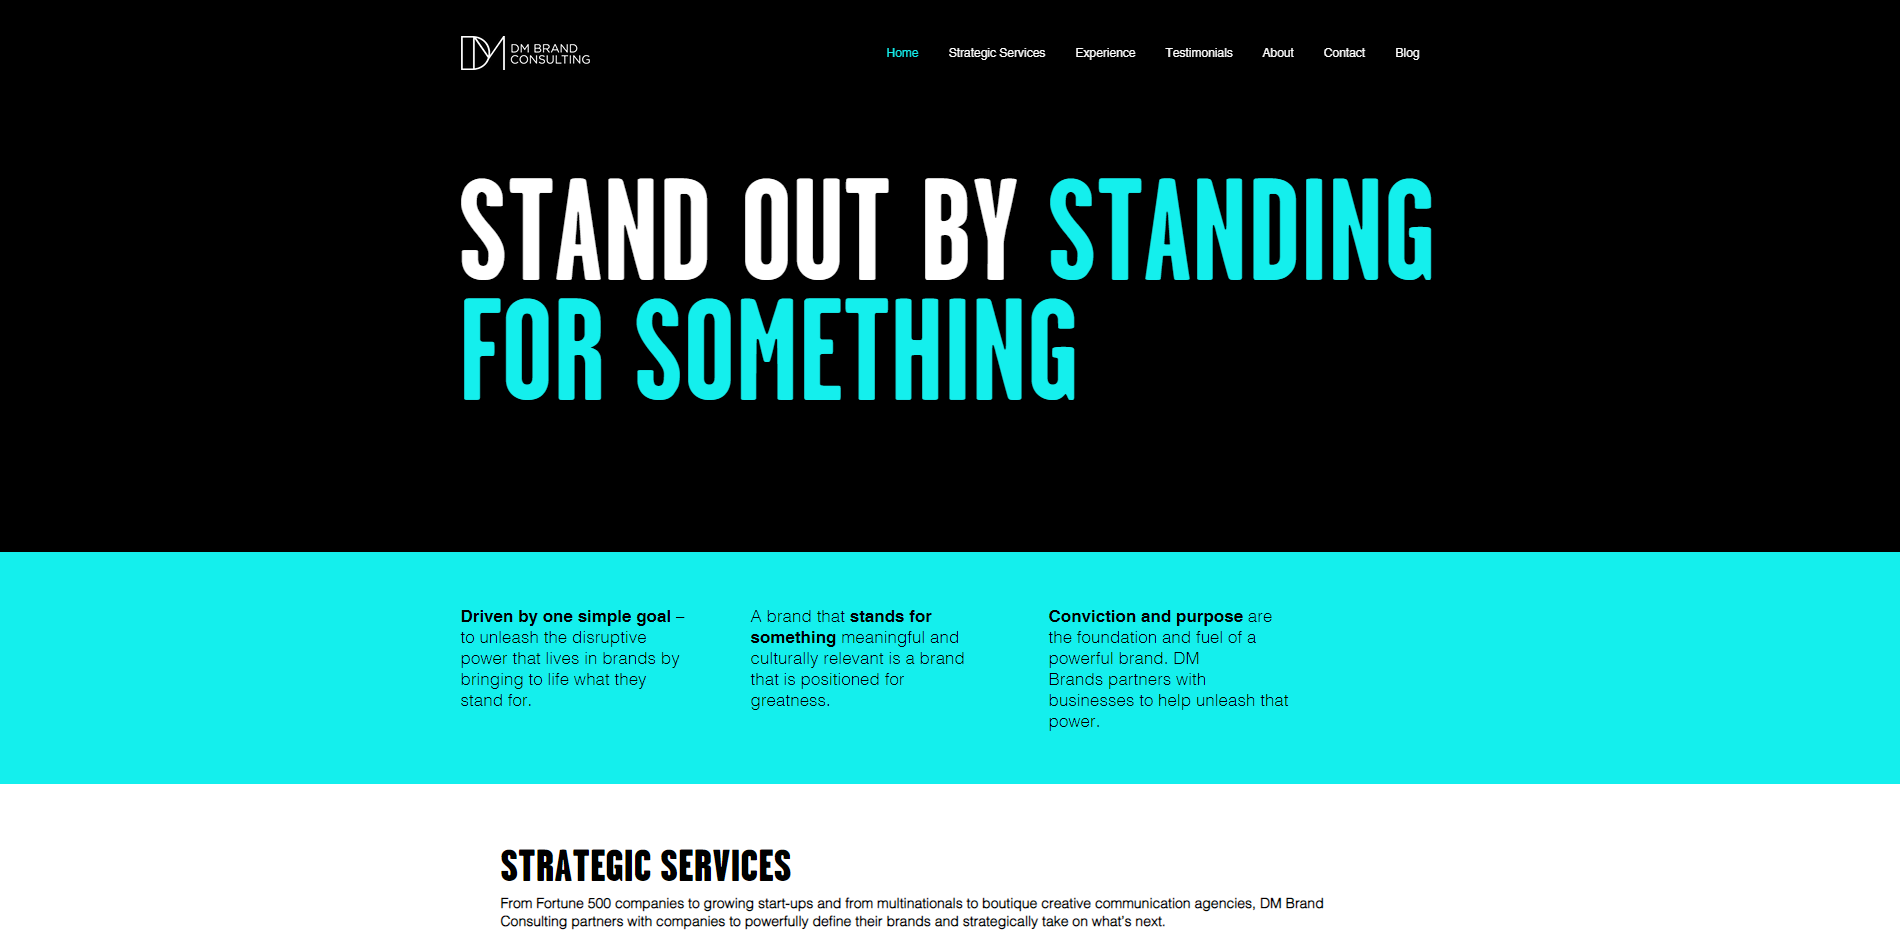 DM BRAND
CONSULTING
Home Strategic Services Experience Testimonials About Contact Blog
STAND OUT BY STANDING
FOR SOMETHING
Driven by one simple goal –
to unleash the disruptive
power that lives in brands by
bringing to life what they
stand for.
A brand that stands for
something meaningful and
culturally relevant is a brand
that is positioned for
greatness.
Conviction and purpose are
the foundation and fuel of a
powerful brand. DM
Brands partners with
businesses to help unleash that
power.
STRATEGIC SERVICES
From Fortune 500 companies to growing start-ups and from multinationals to boutique creative communication agencies, DM Brand
Consulting partners with companies to powerfully define their brands and strategically take on what's next.